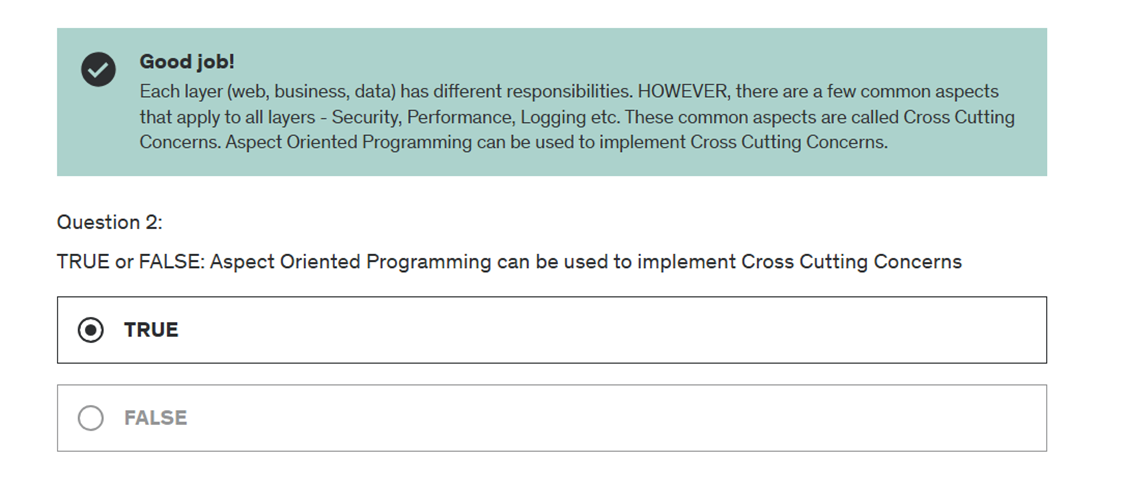 Good job!
Each layer (web, business, data) has different responsibilities. HOWEVER, there are a few common aspects
that apply to all layers - Security, Performance, Logging etc. These common aspects are called Cross Cutting
Concerns. Aspect Oriented Programming can be used to implement Cross Cutting Concerns.
Question 2:
TRUE or FALSE: Aspect Oriented Programming can be used to implement Cross Cutting Concerns
TRUE
FALSE